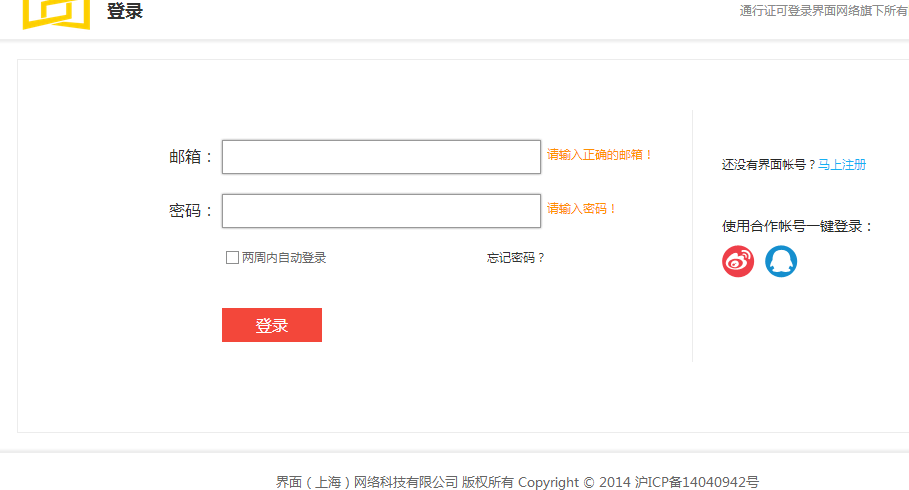 登录
通行证可登录界面网络旗下所有
邮箱：
请输入正确的邮箱！
密码：
请输入密码！
两周内自动登录
忘记密码？
登录
还没有界面帐号？马上注册
使用合作帐号一键登录：
界面（上海）网络科技有限公司 版权所有 Copyright © 2014 沪ICP备14040942号